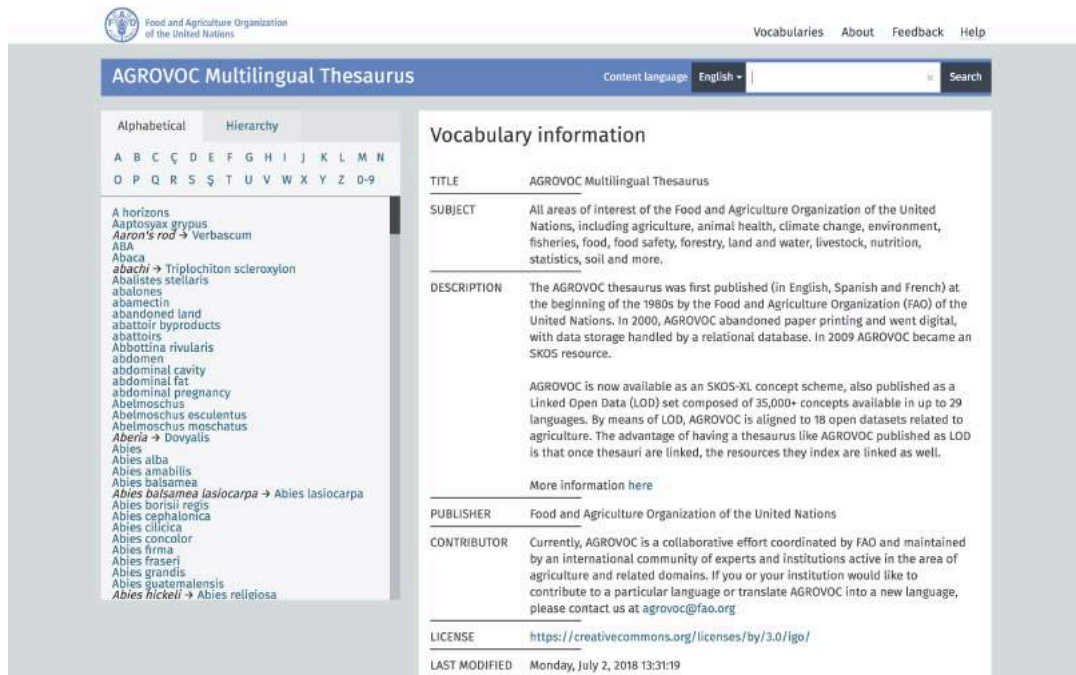 Food and Agriculture Organization
of the United Nations
Vocabularies About Feedback Help
AGROVOC Multilingual Thesaurus
Content language English Search
Alphabetical Hierarchy
A B C Ç D E F G H I J K L M N
O P Q R S Ş T U V W X Y Z 0-9
A horizons
Aaptosyax grypus
Aaron's rod → Verbascum
ABA
Abaca
abachi → Triplochiton scleroxylon
Abalistes stellaris
abalones
abamectin
abandoned land
abattoir byproducts
abattoirs
Abbottina rivularis
abdomen
abdominal cavity
abdominal fat
abdominal pregnancy
Abelmoschus
Abelmoschus esculentus
Abelmoschus moschatus
Aberia → Dovyalis
Abies
Abies alba
Abies amabilis
Abies balsamea
Abies balsamea lasiocarpa → Abies lasiocarpa
Abies borisii regis
Abies cephalonica
Abies cilicica
Abies concolor
Abies firma
Abies fraseri
Abies grandis
Abies guatemalensis
Abies hickeli → Abies religiosa
Vocabulary information
TITLE AGROVOC Multilingual Thesaurus
SUBJECT All areas of interest of the Food and Agriculture Organization of the United
Nations, including agriculture, animal health, climate change, environment,
fisheries, food, food safety, forestry, land and water, livestock, nutrition,
statistics, soil and more.
DESCRIPTION The AGROVOC thesaurus was first published (in English, Spanish and French) at
the beginning of the 1980s by the Food and Agriculture Organization (FAO) of the
United Nations. In 2000, AGROVOC abandoned paper printing and went digital,
with data storage handled by a relational database. In 2009 AGROVOC became an
SKOS resource.
AGROVOC is now available as an SKOS-XL concept scheme, also published as a
Linked Open Data (LOD) set composed of 35,000+ concepts available in up to 29
languages. By means of LOD, AGROVOC is aligned to 18 open datasets related to
agriculture. The advantage of having a thesaurus like AGROVOC published as LOD
is that once thesauri are linked, the resources they index are linked as well.
More information here
PUBLISHER Food and Agriculture Organization of the United Nations
CONTRIBUTOR Currently, AGROVOC is a collaborative effort coordinated by FAO and maintained
by an international community of experts and institutions active in the area of
agriculture and related domains. If you or your institution would like to
contribute to a particular language or translate AGROVOC into a new language,
please contact us at agrovoc@fao.org
LICENSE https://creativecommons.org/licenses/by/3.0/igo/
LAST MODIFIED Monday, July 2, 2018 13:31:19